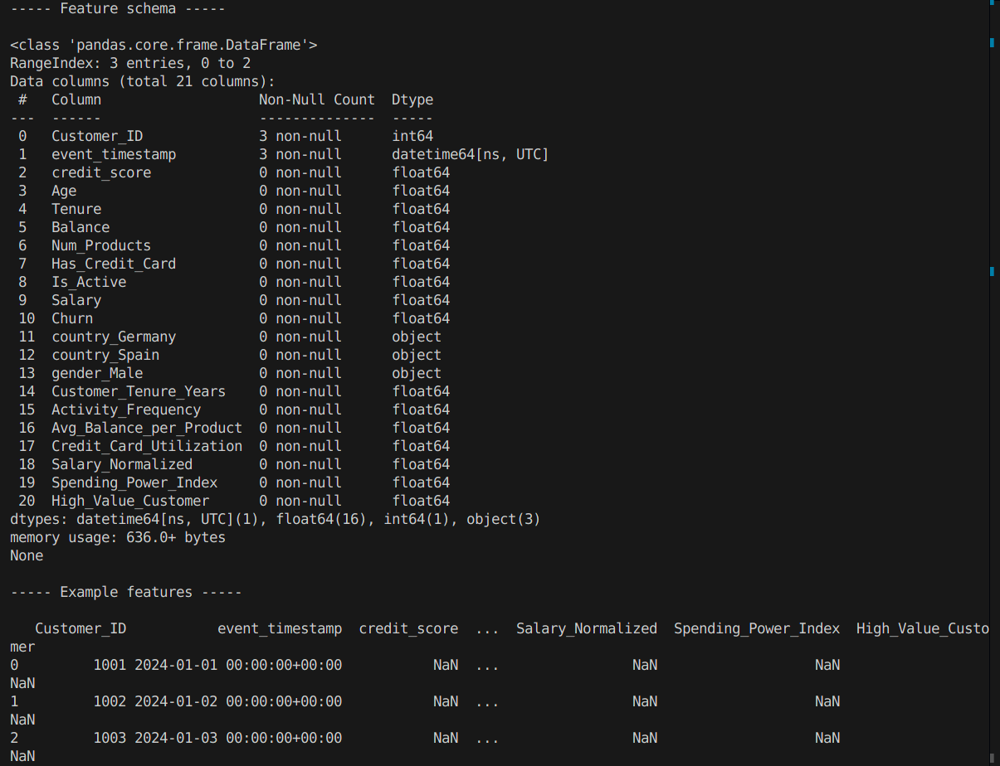 ----- Feature schema -----
<class 'pandas.core.frame.DataFrame'>
RangeIndex: 3 entries, 0 to 2
Data columns (total 21 columns):
 #   Column                   Non-Null Count  Dtype
---  ------                   --------------  -----
 0   Customer_ID              3 non-null      int64
 1   event_timestamp          3 non-null      datetime64[ns, UTC]
 2   credit_score             0 non-null      float64
 3   Age                      0 non-null      float64
 4   Tenure                   0 non-null      float64
 5   Balance                  0 non-null      float64
 6   Num_Products             0 non-null      float64
 7   Has_Credit_Card          0 non-null      float64
 8   Is_Active                0 non-null      float64
 9   Salary                   0 non-null      float64
 10  Churn                    0 non-null      float64
 11  country_Germany          0 non-null      object
 12  country_Spain            0 non-null      object
 13  gender_Male              0 non-null      object
 14  Customer_Tenure_Years    0 non-null      float64
 15  Activity_Frequency       0 non-null      float64
 16  Avg_Balance_per_Product  0 non-null      float64
 17  Credit_Card_Utilization  0 non-null      float64
 18  Salary_Normalized        0 non-null      float64
 19  Spending_Power_Index     0 non-null      float64
 20  High_Value_Customer      0 non-null      float64
dtypes: datetime64[ns, UTC](1), float64(16), int64(1), object(3)
memory usage: 636.0+ bytes
None
----- Example features -----
   Customer_ID           event_timestamp  credit_score  ...  Salary_Normalized  Spending_Power_Index  High_Value_Custo
mer
0         1001 2024-01-01 00:00:00+00:00           NaN  ...                NaN                   NaN
NaN
1         1002 2024-01-02 00:00:00+00:00           NaN  ...                NaN                   NaN
NaN
2         1003 2024-01-03 00:00:00+00:00           NaN  ...                NaN                   NaN
NaN